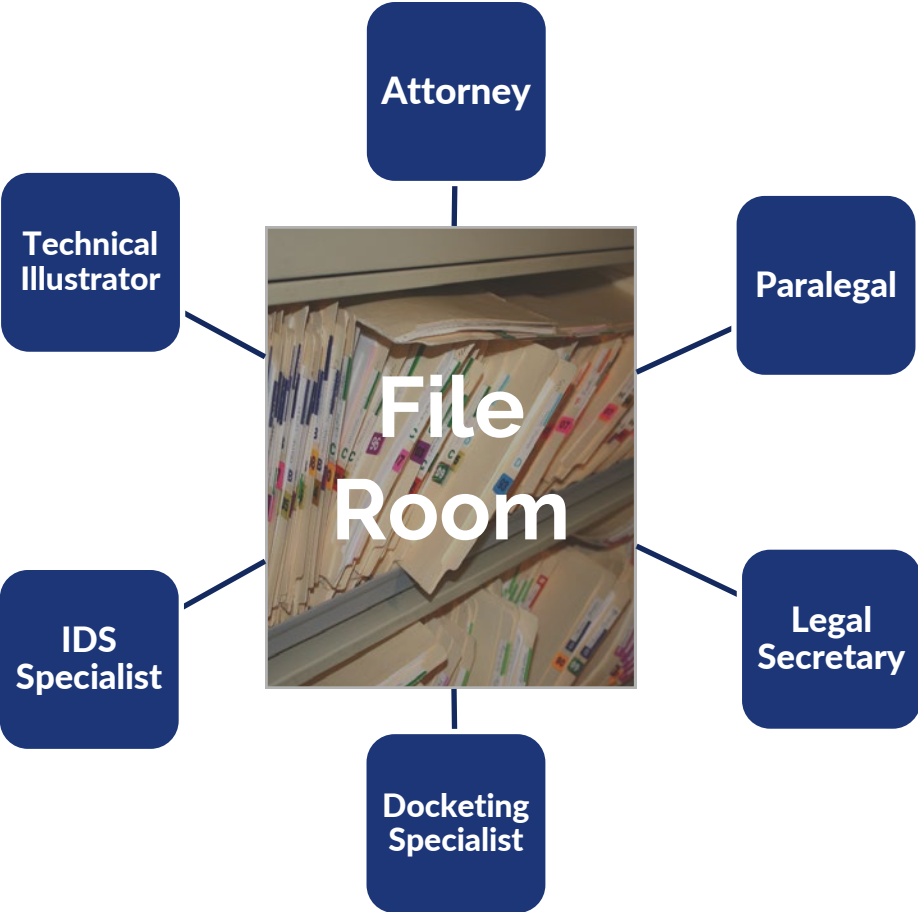 Attorney
Technical
Illustrator
Paralegal
File
Room
IDS
Specialist
Legal
Secretary
Docketing
Specialist